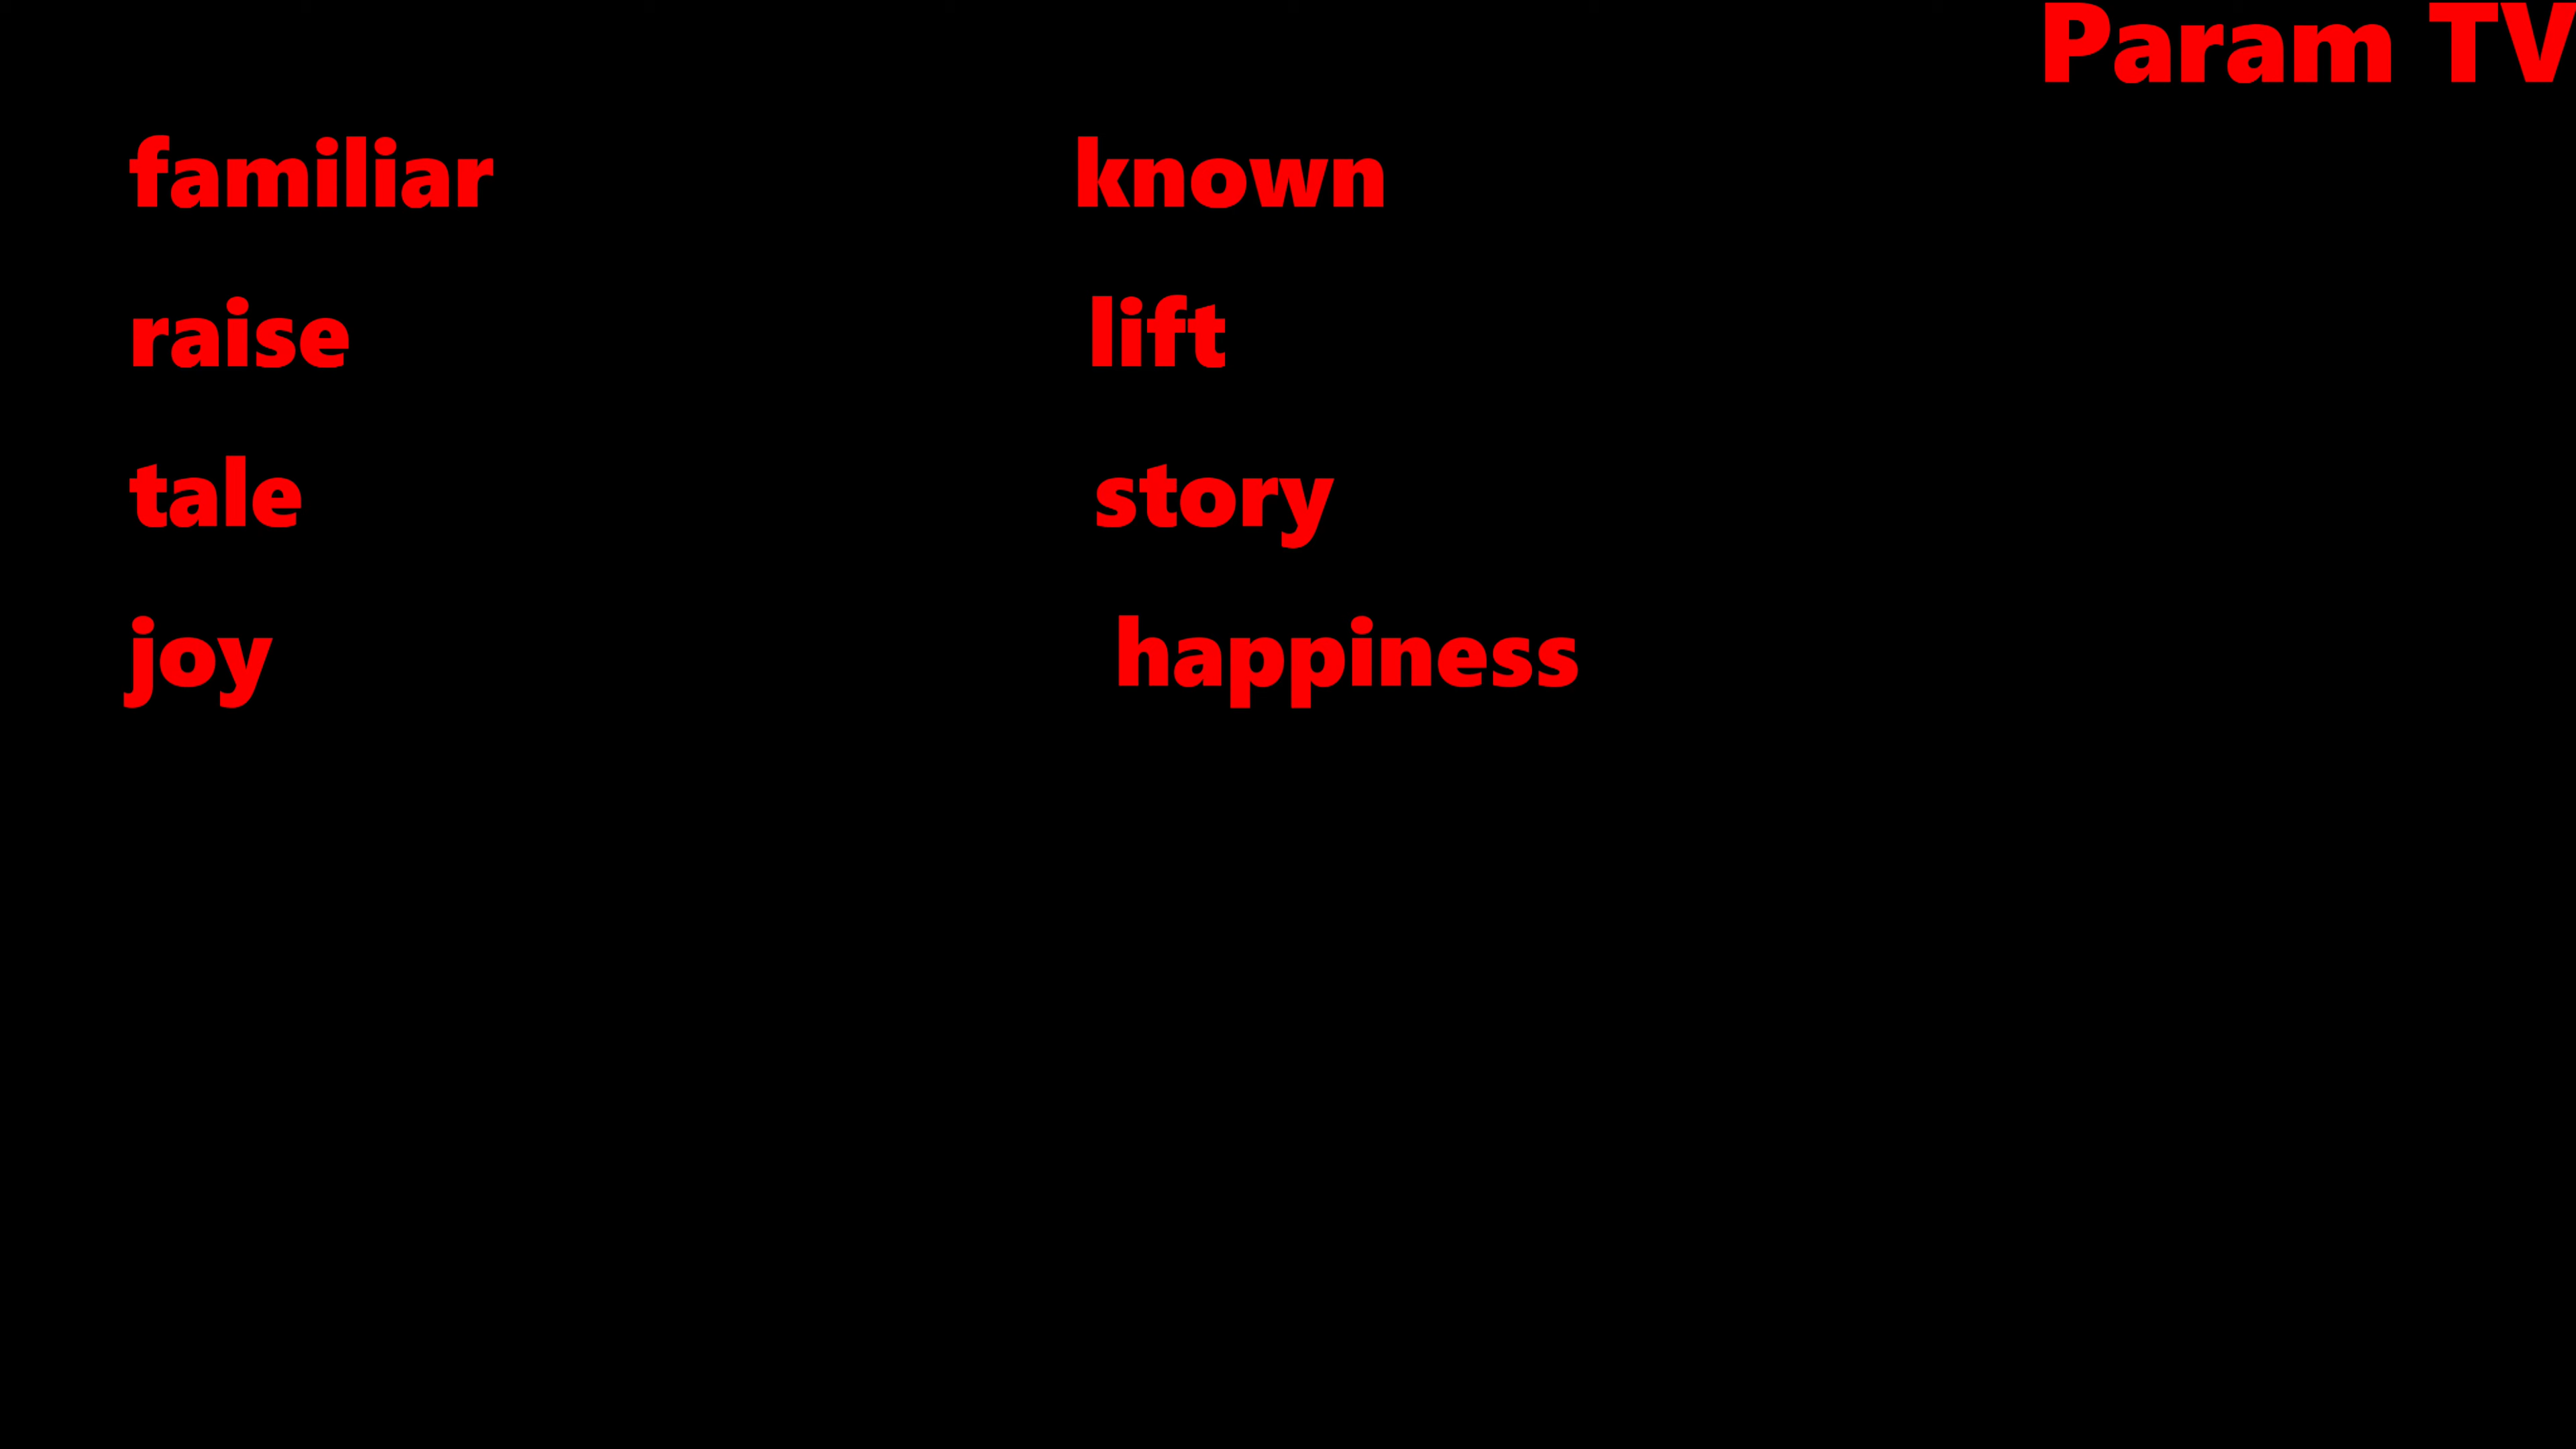 Param TV
familiar known
raise lift
tale story
joy happiness